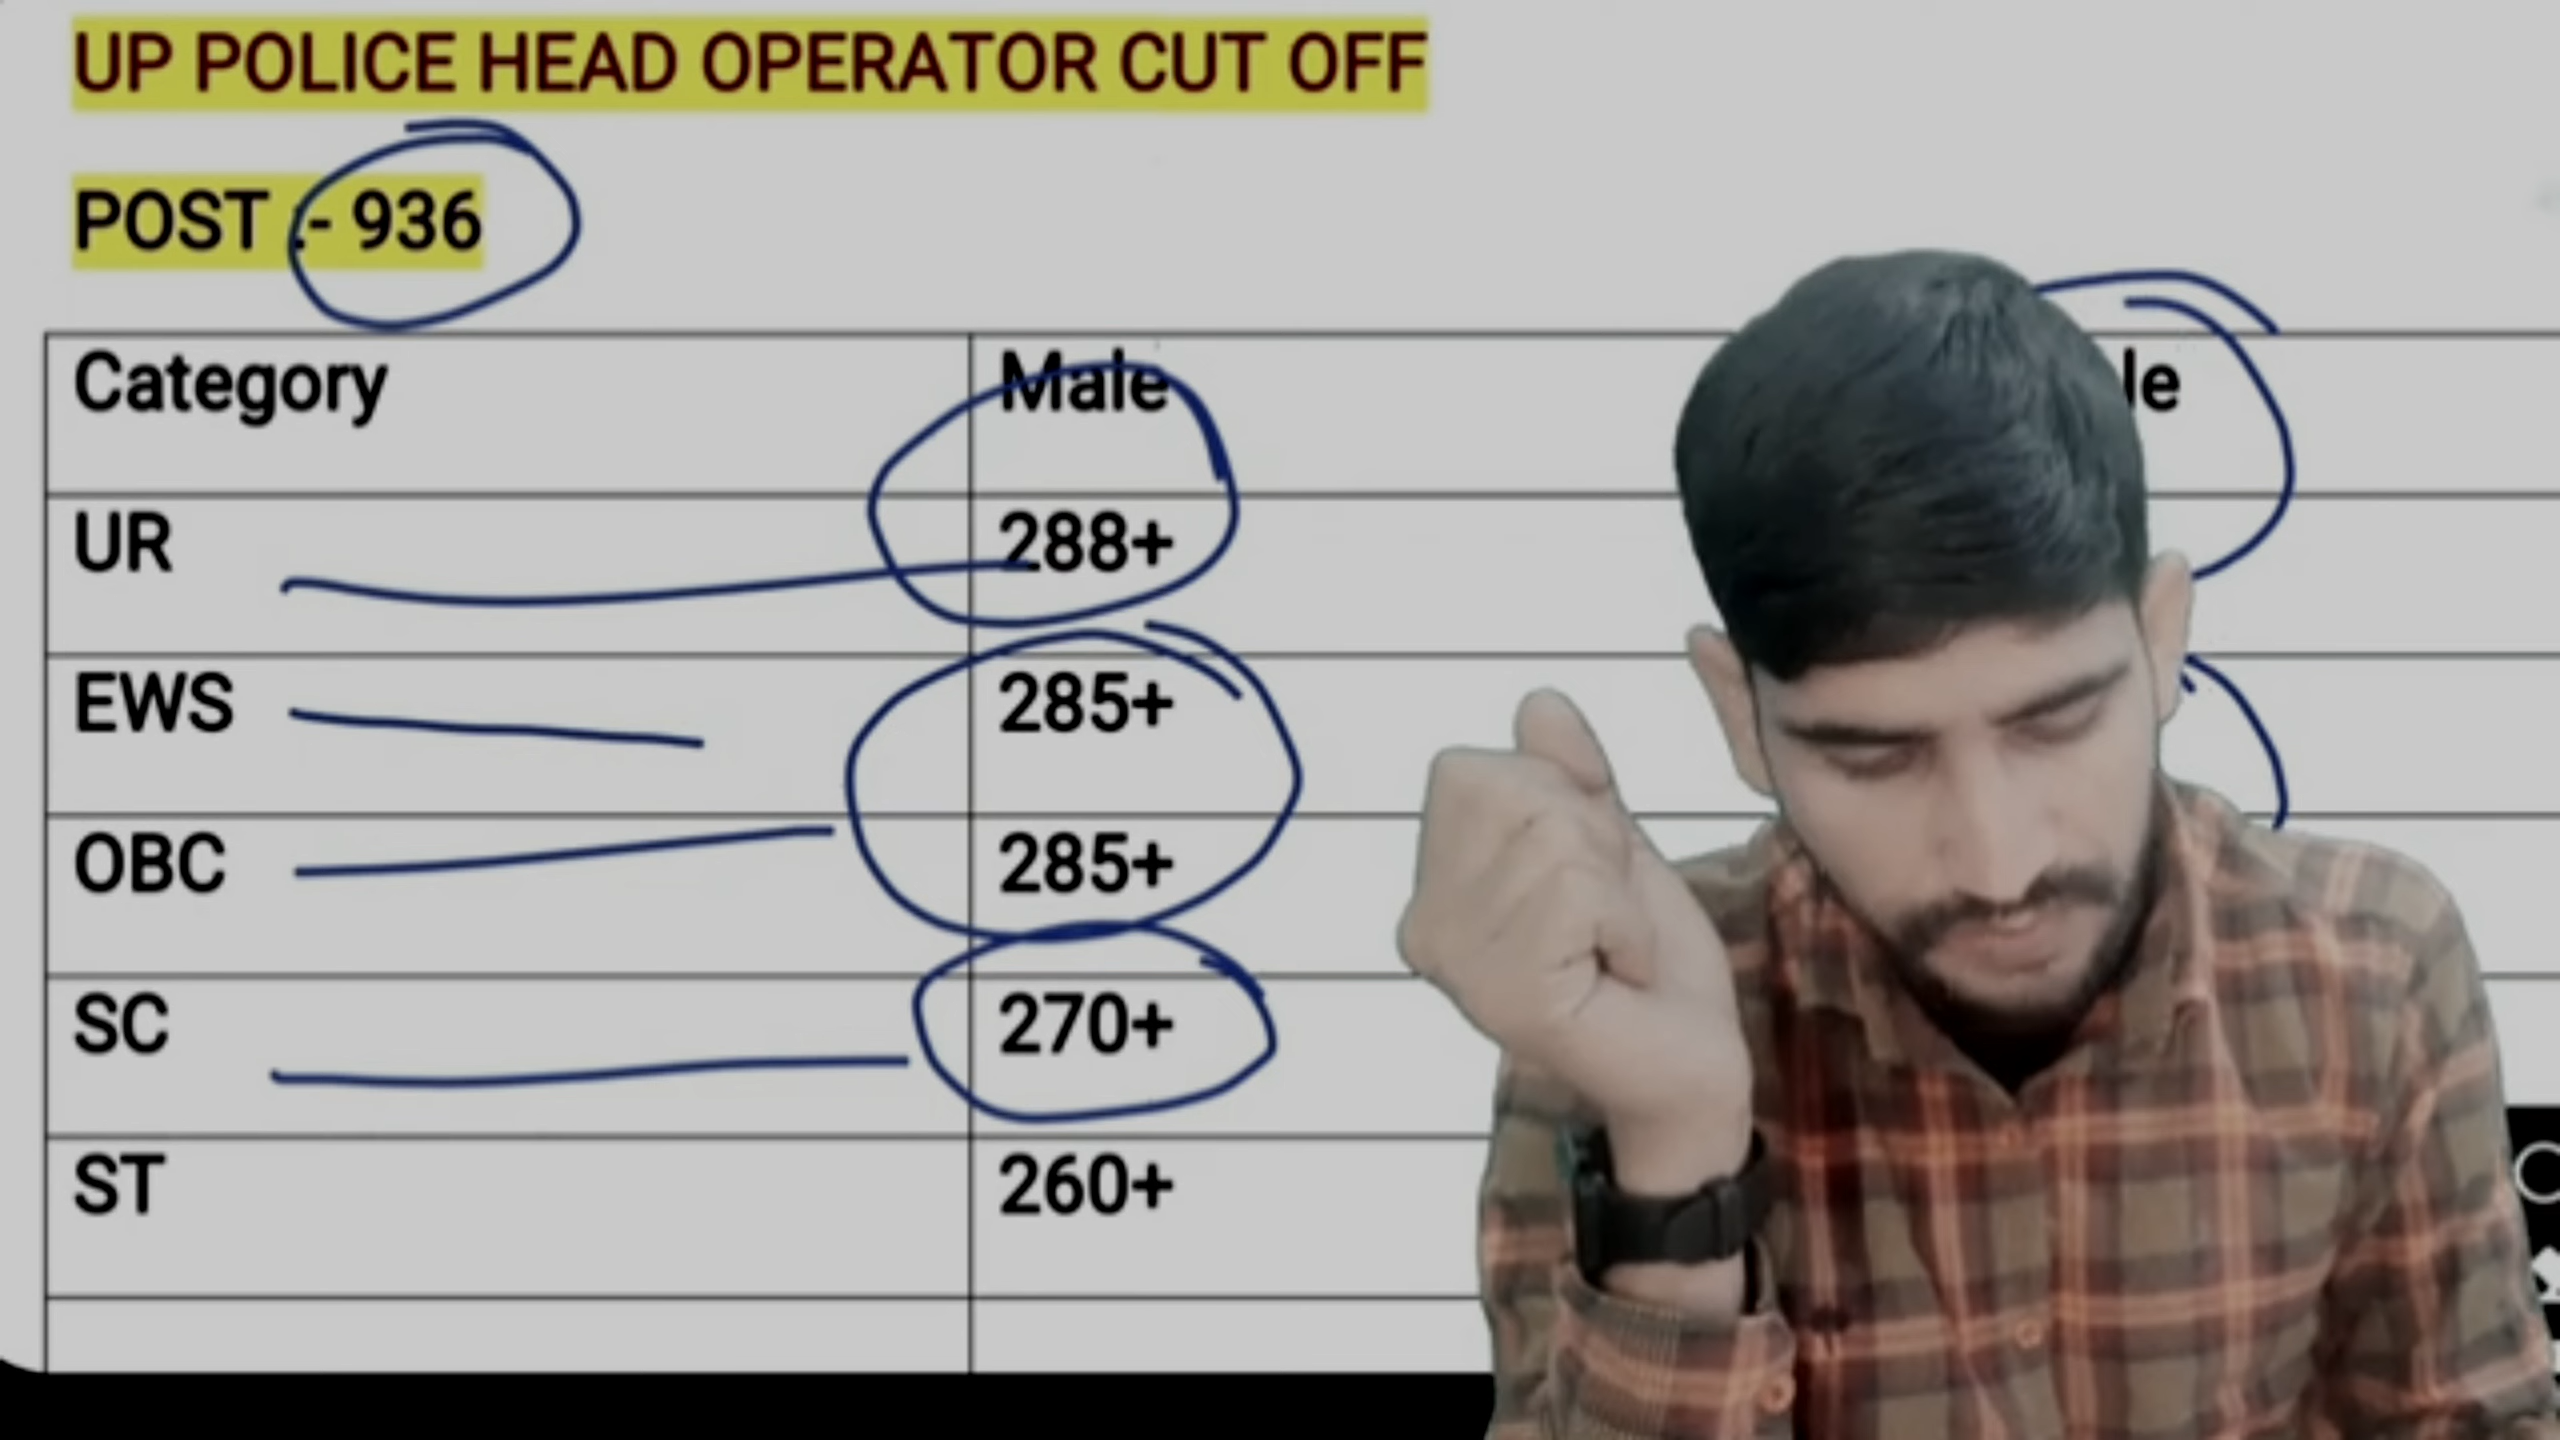 UP POLICE HEAD OPERATOR CUT OFF
POST :- 936
Category Male
UR 288+
EWS 285+
OBC 285+
SC 270+
ST 260+